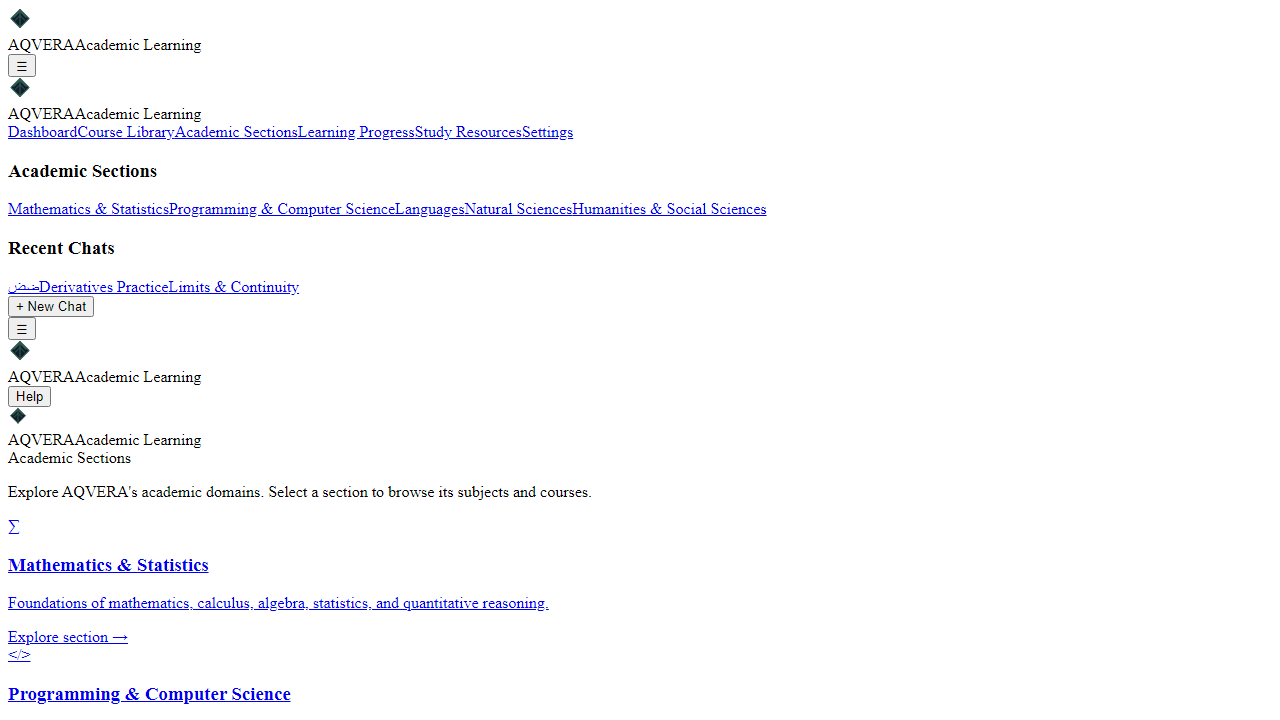 AQVERAAcademic Learning
☰
AQVERAAcademic Learning
DashboardCourse LibraryAcademic SectionsLearning ProgressStudy ResourcesSettings
Academic Sections
Mathematics & StatisticsProgramming & Computer ScienceLanguagesNatural SciencesHumanities & Social Sciences
Recent Chats
ضضDerivatives PracticeLimits & Continuity
+ New Chat
☰
AQVERAAcademic Learning
Help
AQVERAAcademic Learning
Academic Sections
Explore AQVERA's academic domains. Select a section to browse its subjects and courses.
∑
Mathematics & Statistics
Foundations of mathematics, calculus, algebra, statistics, and quantitative reasoning.
Explore section →
</>
Programming & Computer Science